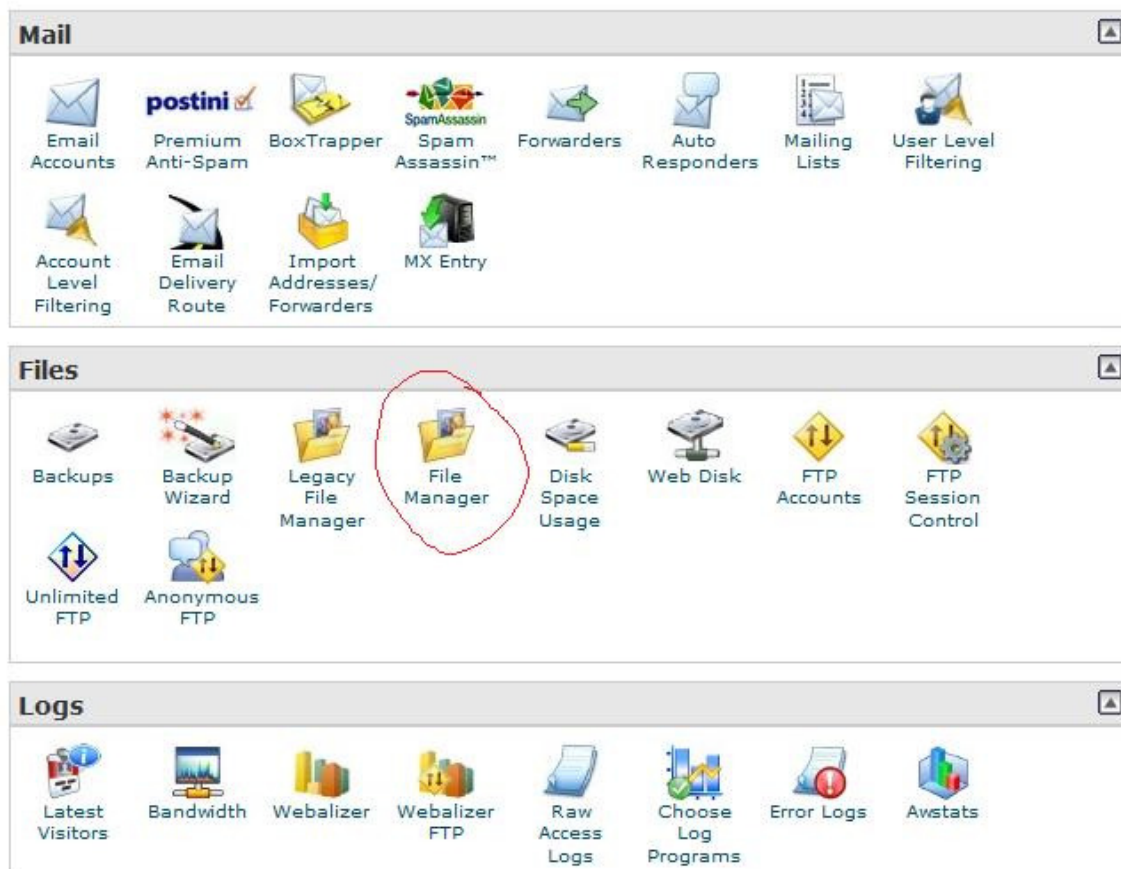 Mail
postini
SpamAssassin
Email Accounts
Premium Anti-Spam
BoxTrapper
Spam Assassin™
Forwarders
Auto Responders
Mailing Lists
User Level Filtering
Account Level Filtering
Email Delivery Route
Import Addresses/ Forwarders
MX Entry
Files
Backups
Backup Wizard
Legacy File Manager
File Manager
Disk Space Usage
Web Disk
FTP Accounts
FTP Session Control
Unlimited FTP
Anonymous FTP
Logs
Latest Visitors
Bandwidth
Webalizer
Webalizer FTP
Raw Access Logs
Choose Log Programs
Error Logs
Awstats